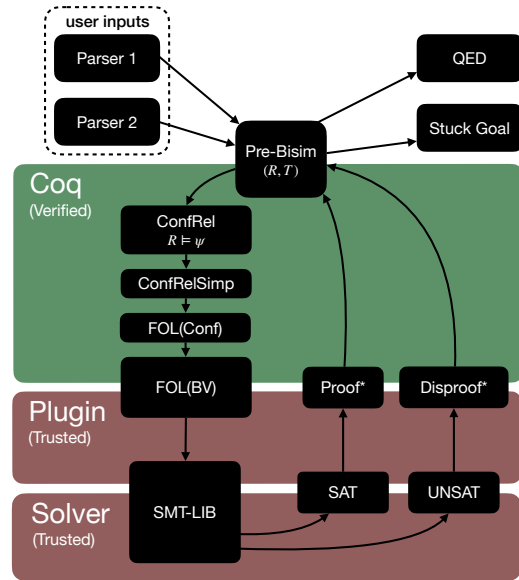 user inputs
Parser 1
Parser 2
QED
Stuck Goal
Pre-Bisim
(R, T)
Coq
(Verified)
ConfRel
R ⊨ ψ
ConfRelSimp
FOL(Conf)
FOL(BV)
Proof*
Disproof*
Plugin
(Trusted)
SMT-LIB
SAT
UNSAT
Solver
(Trusted)